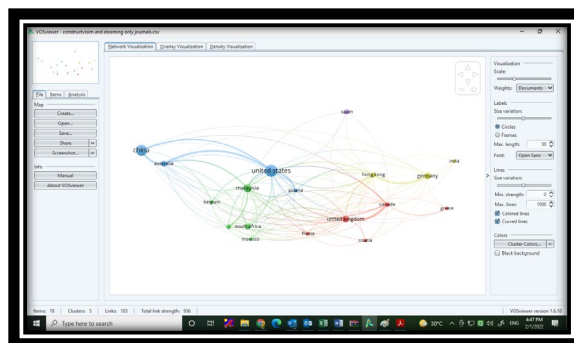 VOSviewer - constructivisim and elearning only journals.csv
Network Visualization Overlay Visualization Density Visualization
File Items Analysis
Map
Create...
Open...
Save...
Share
Screenshot...
Info
Manual
About VOSviewer
spain
china
australia
united states
malaysia
poland
belgium
south africa
morocco
hong kong
germany
india
canada
greece
united kingdom
france
croatia
Visualization
Scale:
Weights: Documents
Labels
Size variation:
Circles
Frames
Max. length: 30
Font: Open Sans
Lines
Size variation:
Min. strength: 0
Max. lines: 1000
Colored lines
Curved lines
Colors
Cluster Colors...
Black background
Items: 18 Clusters: 5 Links: 103 Total link strength: 936
VOSviewer version 1.6.18
Type here to search
30°C
ENG
4:47 PM
2/1/2022